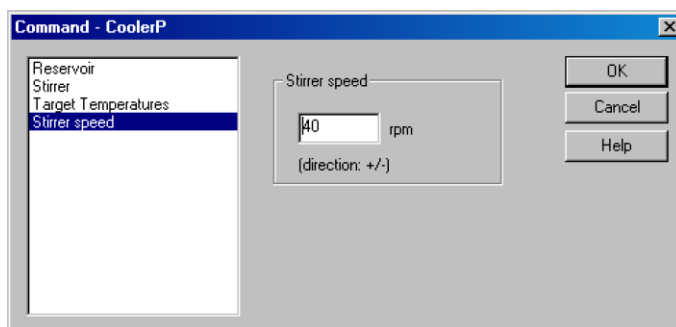 Command - CoolerP
Reservoir
Stirrer
Target Temperatures
Stirrer speed
Stirrer speed
40 rpm
(direction: +/-)
OK
Cancel
Help